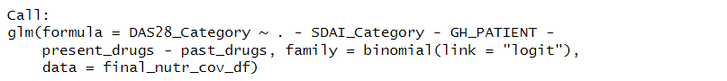 Call:
glm(formula = DAS28_Category ~ . - SDAI_Category - GH_PATIENT -
    present_drugs - past_drugs, family = binomial(link = "logit"),
    data = final_nutr_cov_df)